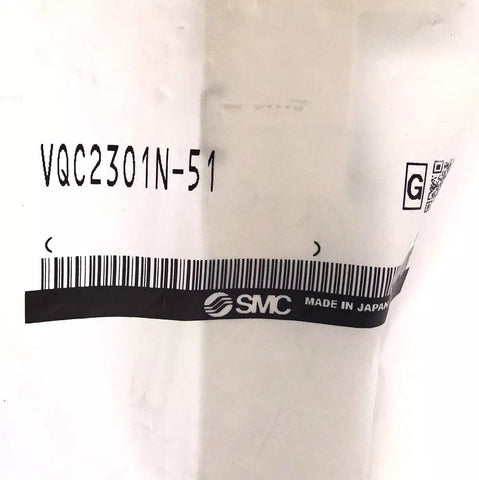 VQC2301N-51
G
( )
SMC MADE IN JAPAN